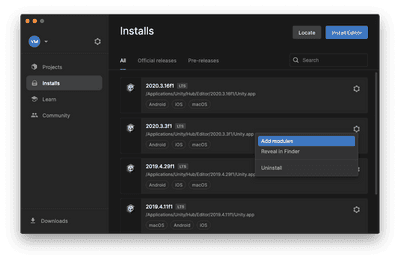 VM
Projects
Installs
Learn
Community
Downloads
Installs
Locate
Install Editor
All
Official releases
Pre-releases
Search
2020.3.16f1 LTS
/Applications/Unity/Hub/Editor/2020.3.16f1/Unity.app
Android
iOS
macOS
2020.3.3f1 LTS
/Applications/Unity/Hub/Editor/2020.3.3f1/Unity.app
Android
iOS
macOS
Add modules
Reveal in Finder
Uninstall
2019.4.29f1 LTS
/Applications/Unity/Hub/Editor/2019.4.29f1/Unity.app
Android
iOS
macOS
2019.4.11f1 LTS
/Applications/Unity/Hub/Editor/2019.4.11f1/Unity.app
macOS
Android
iOS